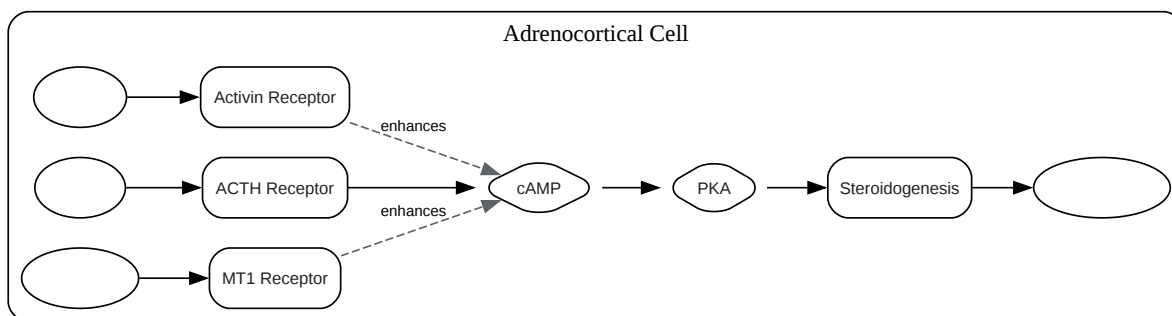 Adrenocortical Cell
Activin Receptor
enhances
ACTH Receptor
cAMP
PKA
Steroidogenesis
enhances
MT1 Receptor